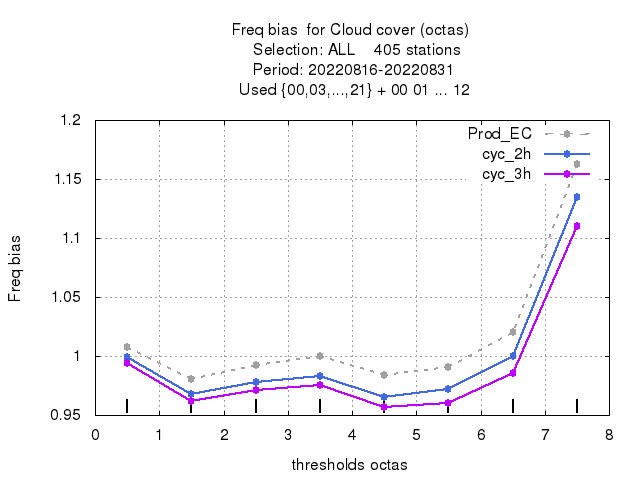 Freq bias  for Cloud cover (octas)
Selection: ALL    405 stations
Period: 20220816-20220831
Used {00,03,...,21} + 00 01 ... 12
Prod_EC
cyc_2h
cyc_3h
1.2
1.15
1.1
1.05
1
0.95
Freq bias
0 1 2 3 4 5 6 7 8
thresholds octas